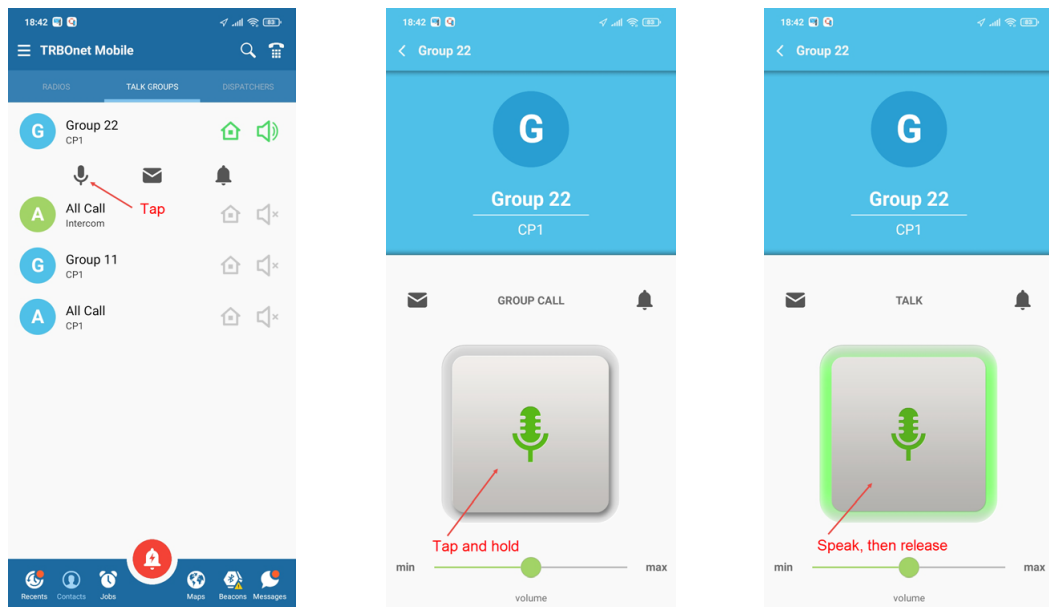 18:42
TRBOnet Mobile
RADIOS
TALK GROUPS
DISPATCHERS
G
Group 22
CP1
Tap
A
All Call
Intercom
G
Group 11
CP1
A
All Call
CP1
Recents
Contacts
Jobs
Maps
Beacons
Messages
18:42
Group 22
G
Group 22
CP1
GROUP CALL
Tap and hold
min
max
volume
18:42
Group 22
G
Group 22
CP1
TALK
Speak, then release
min
max
volume